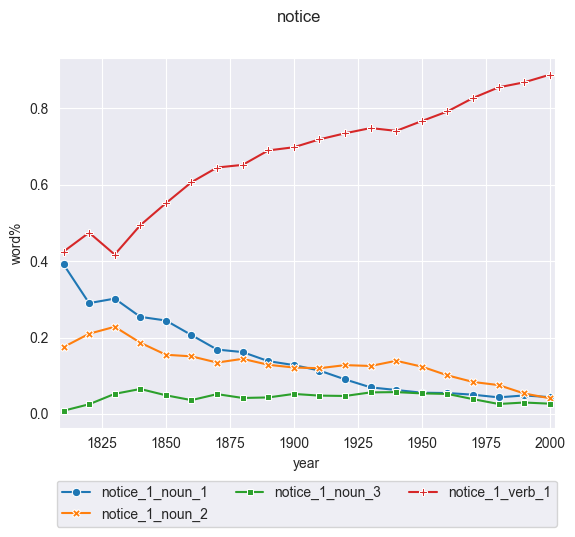 notice
0.8
0.6
0.4
0.2
0.0
word%
1825 1850 1875 1900 1925 1950 1975 2000
year
notice_1_noun_1 notice_1_noun_3 notice_1_verb_1
notice_1_noun_2